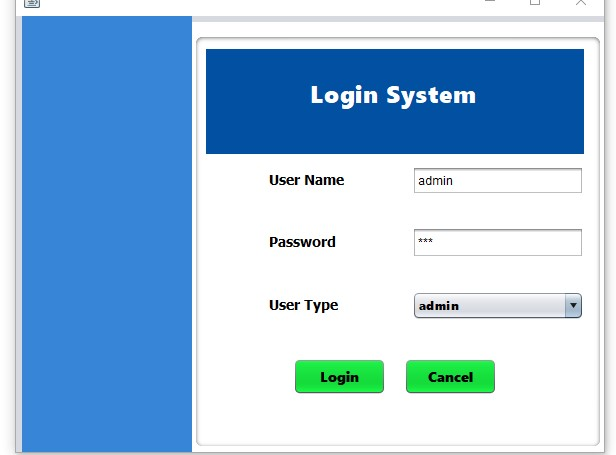 Login System
User Name admin
Password ***
User Type admin
Login Cancel